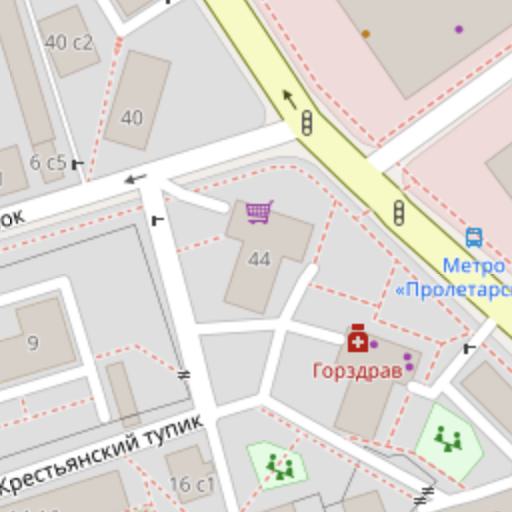 40 с2
40
6 с5
ок
44
Метро
«Пролетарс
9
Горздрав
Крестьянский тупик
16 с1